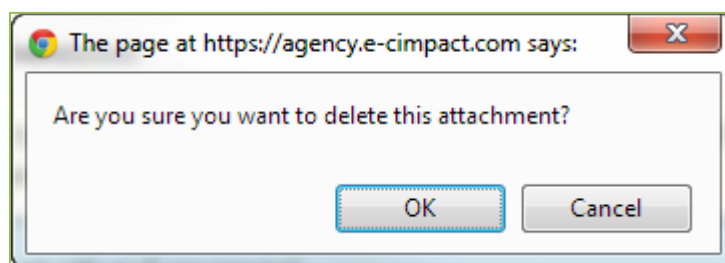 The page at https://agency.e-cimpact.com says:
Are you sure you want to delete this attachment?
OK Cancel